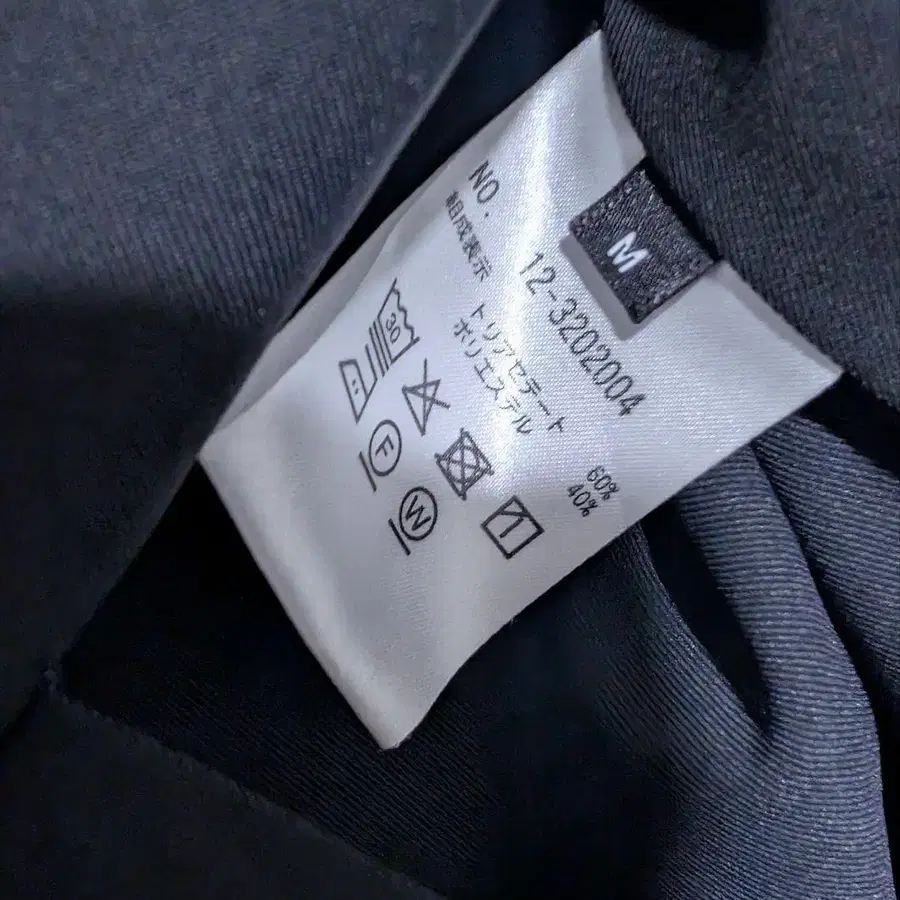 M
NO. 12-3202004
組成表示
トリアセテート 60%
ポリエステル 40%
30
F
W